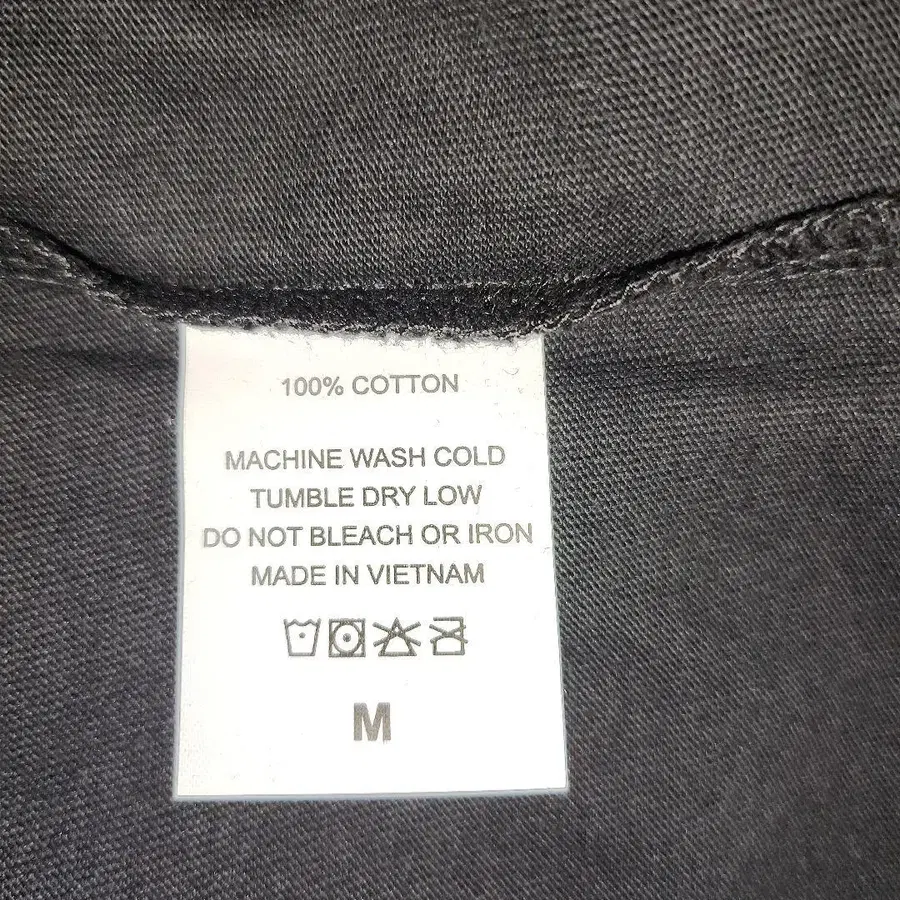 100% COTTON
MACHINE WASH COLD
TUMBLE DRY LOW
DO NOT BLEACH OR IRON
MADE IN VIETNAM
M